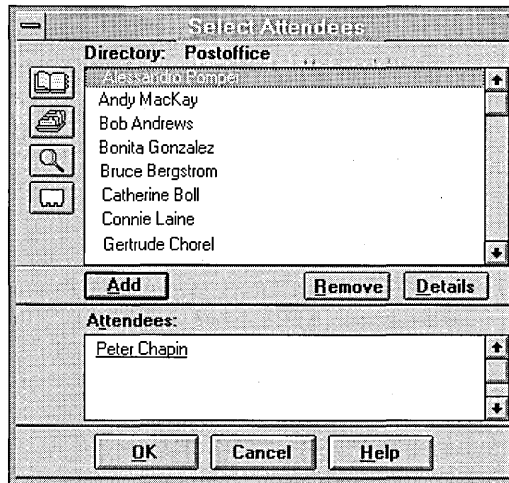 Select Attendees
Directory: Postoffice
Alessandro Pomper
Andy MacKay
Bob Andrews
Bonita Gonzalez
Bruce Bergstrom
Catherine Boll
Connie Laine
Gertrude Chorel
Add
Remove
Details
Attendees:
Peter Chapin
OK
Cancel
Help